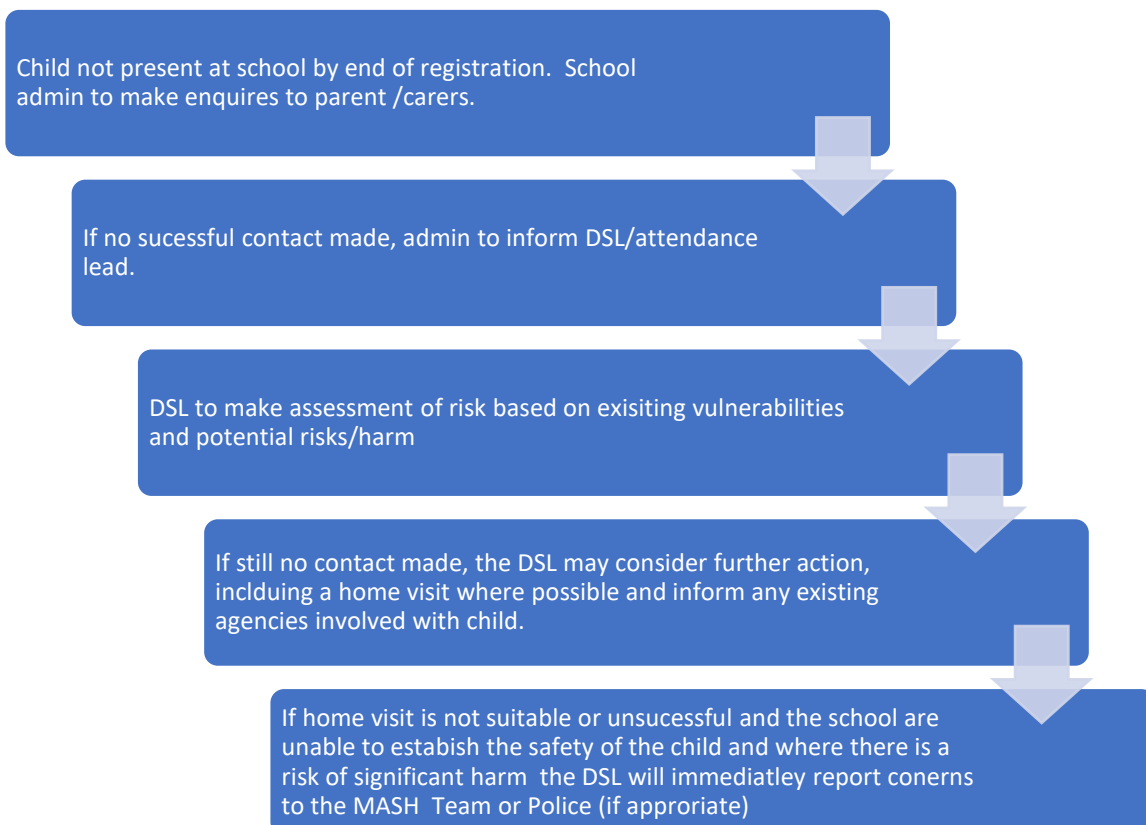 Child not present at school by end of registration.  School
admin to make enquires to parent /carers.
If no sucessful contact made, admin to inform DSL/attendance
lead.
DSL to make assessment of risk based on exisiting vulnerabilities
and potential risks/harm
If still no contact made, the DSL may consider further action,
inclduing a home visit where possible and inform any existing
agencies involved with child.
If home visit is not suitable or unsucessful and the school are
unable to estabish the safety of the child and where there is a
risk of significant harm  the DSL will immediatley report conerns
to the MASH  Team or Police (if approriate)